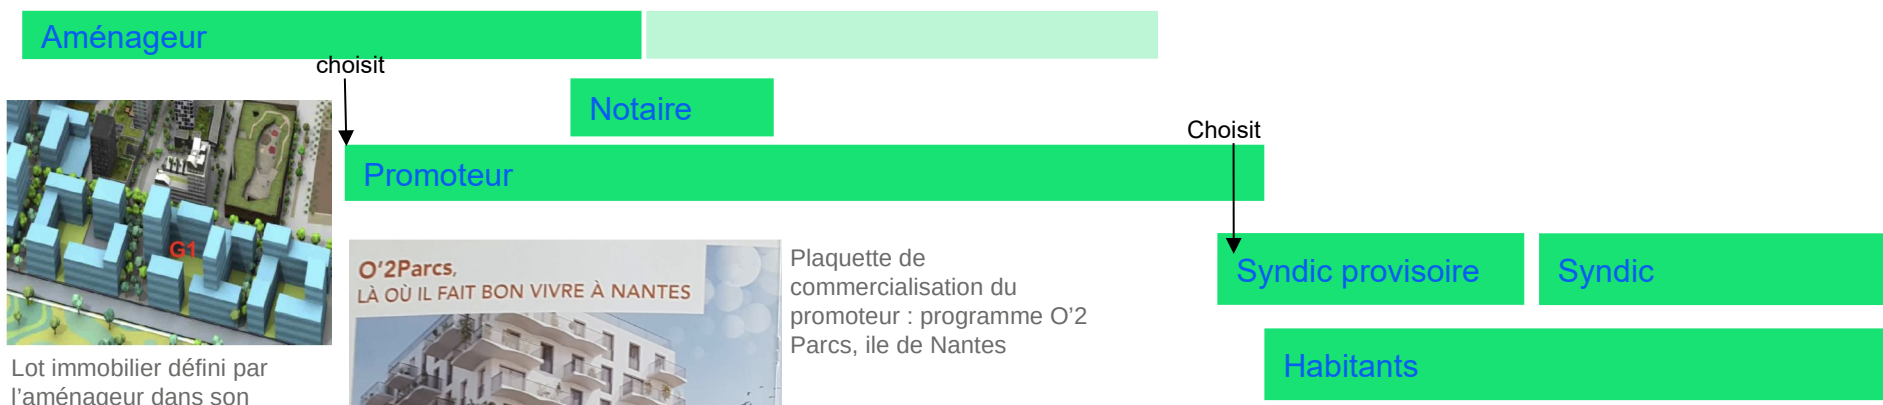 Aménageur
choisit
Notaire
Choisit
Promoteur
G1
O'2Parcs,
LÀ OÙ IL FAIT BON VIVRE À NANTES
Plaquette de
commercialisation du
promoteur : programme O’2
Parcs, ile de Nantes
Syndic provisoire
Syndic
Habitants
Lot immobilier défini par
l’aménageur dans son